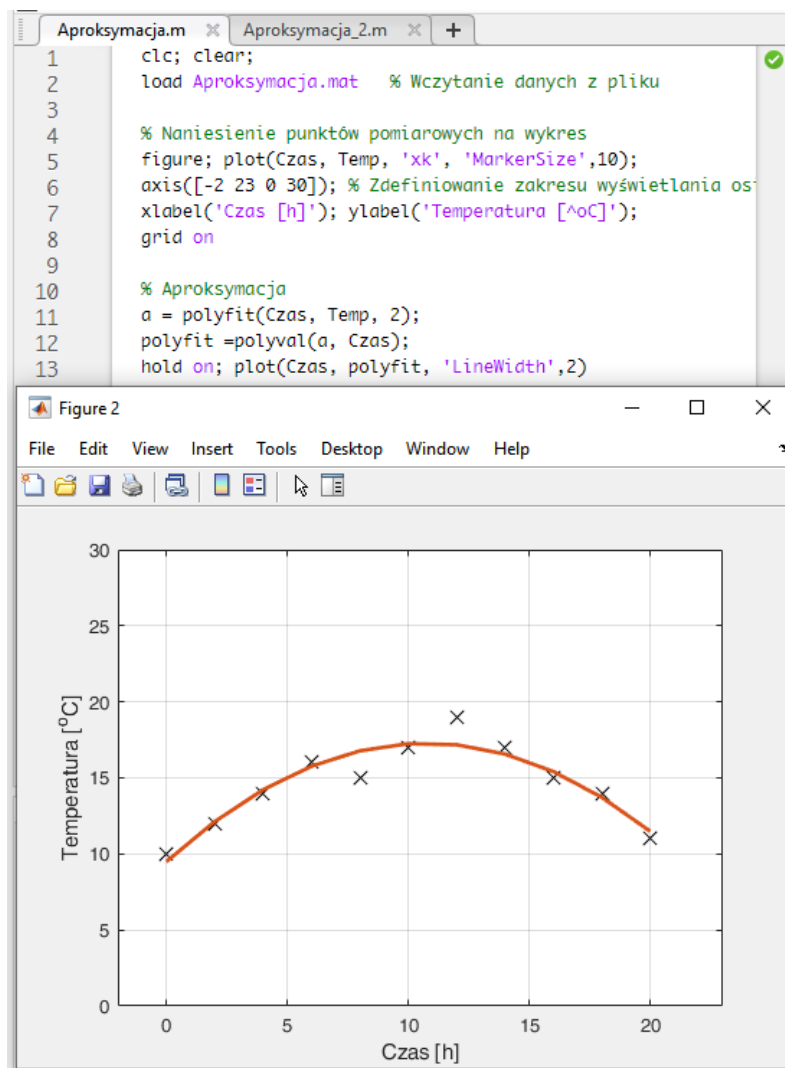 Aproksymacja.m × Aproksymacja_2.m × +
1 clc; clear;
2 load Aproksymacja.mat % Wczytanie danych z pliku
3
4 % Naniesienie punktów pomiarowych na wykres
5 figure; plot(Czas, Temp, 'xk', 'MarkerSize',10);
6 axis([-2 23 0 30]); % Zdefiniowanie zakresu wyświetlania
7 xlabel('Czas [h]'); ylabel('Temperatura [^oC]');
8 grid on
9
10 % Aproksymacja
11 a = polyfit(Czas, Temp, 2);
12 polyfit =polyval(a, Czas);
13 hold on; plot(Czas, polyfit, 'LineWidth',2)
Figure 2
File Edit View Insert Tools Desktop Window Help
30
25
20
15
10
5
0
Temperatura [°C]
0 5 10 15 20
Czas [h]